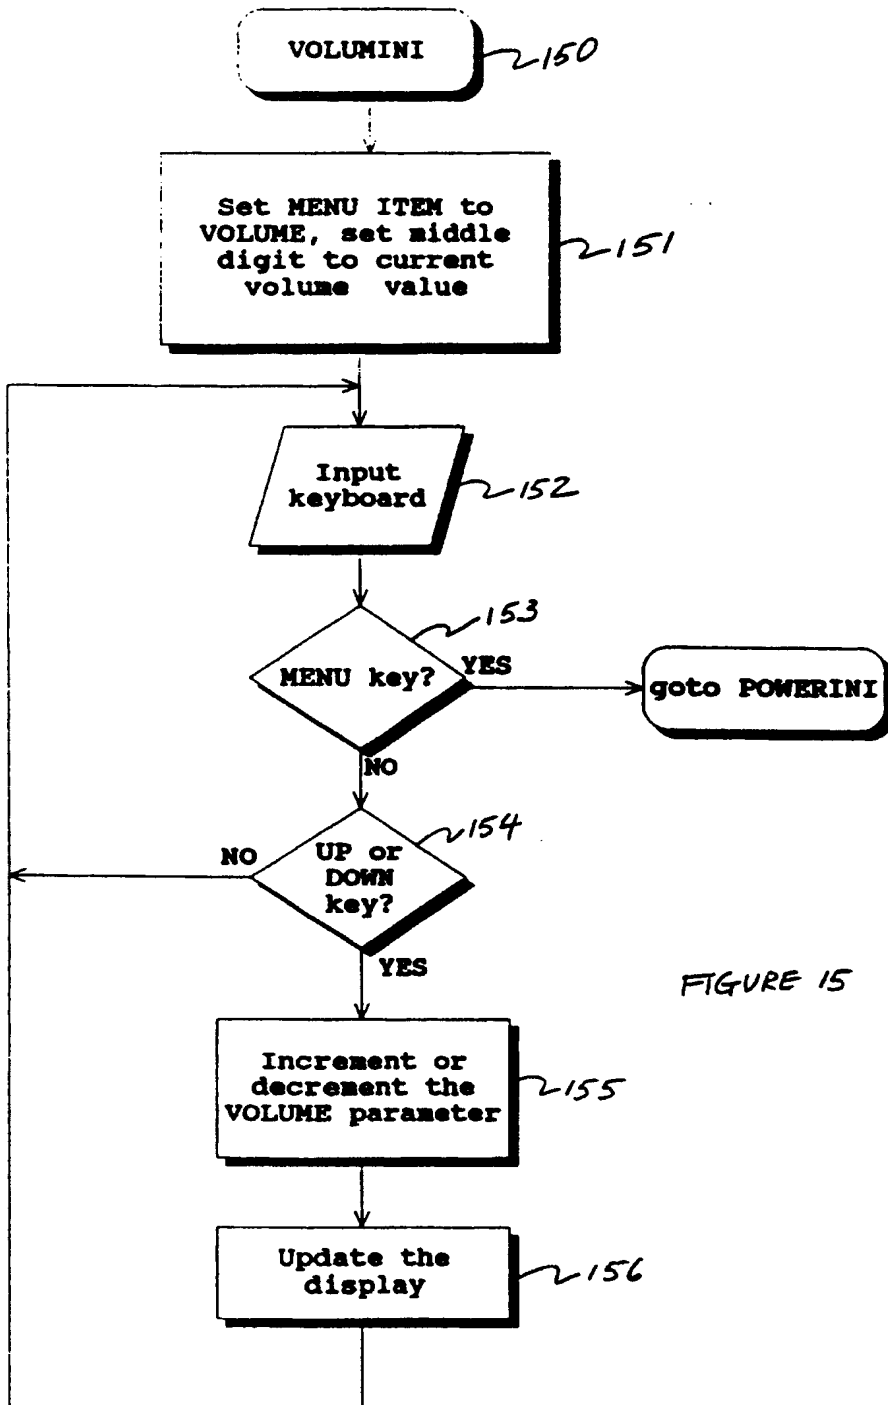 VOLUMINI
150
Set MENU ITEM to
VOLUME, set middle
digit to current
volume value
151
Input
keyboard
152
153
MENU key?
YES
goto POWERINI
NO
154
UP or
DOWN
key?
NO
YES
FIGURE 15
Increment or
decrement the
VOLUME parameter
155
Update the
display
156